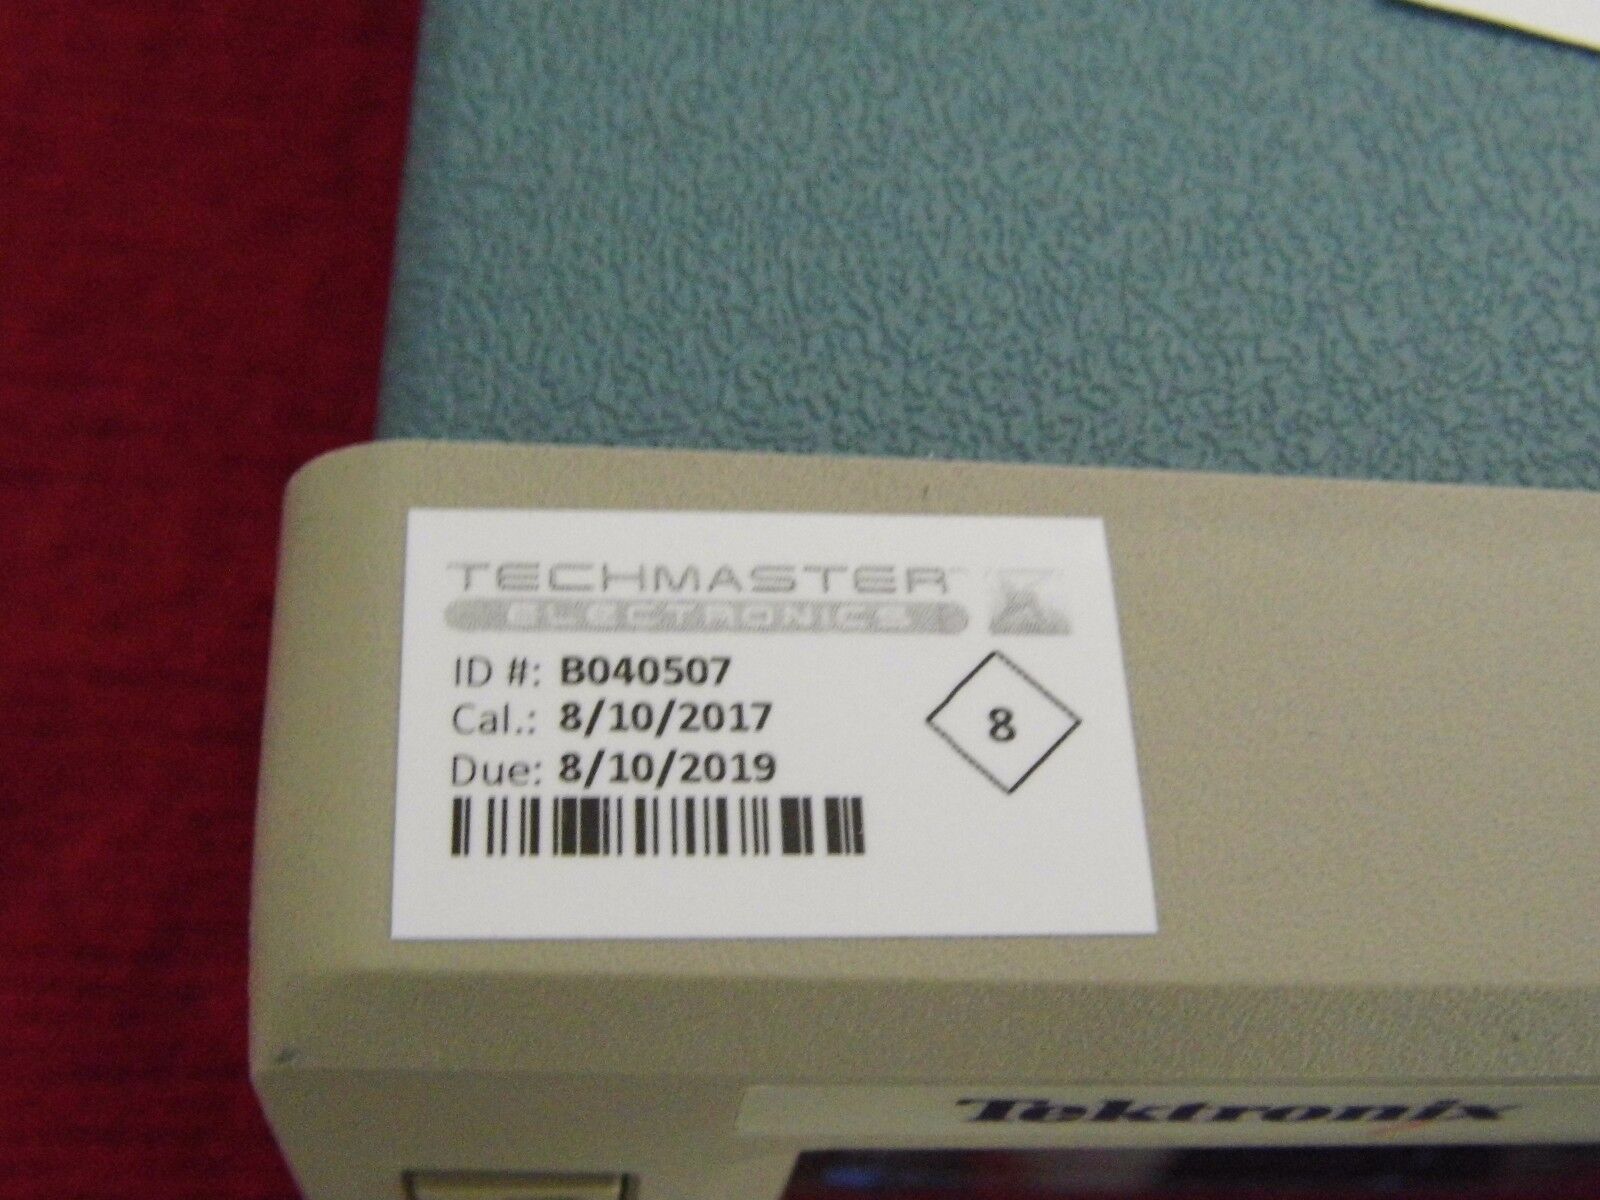 TECHMASTER
ELECTRONICS
ID #: B040507
Cal.: 8/10/2017
8
Due: 8/10/2019
Tektronix